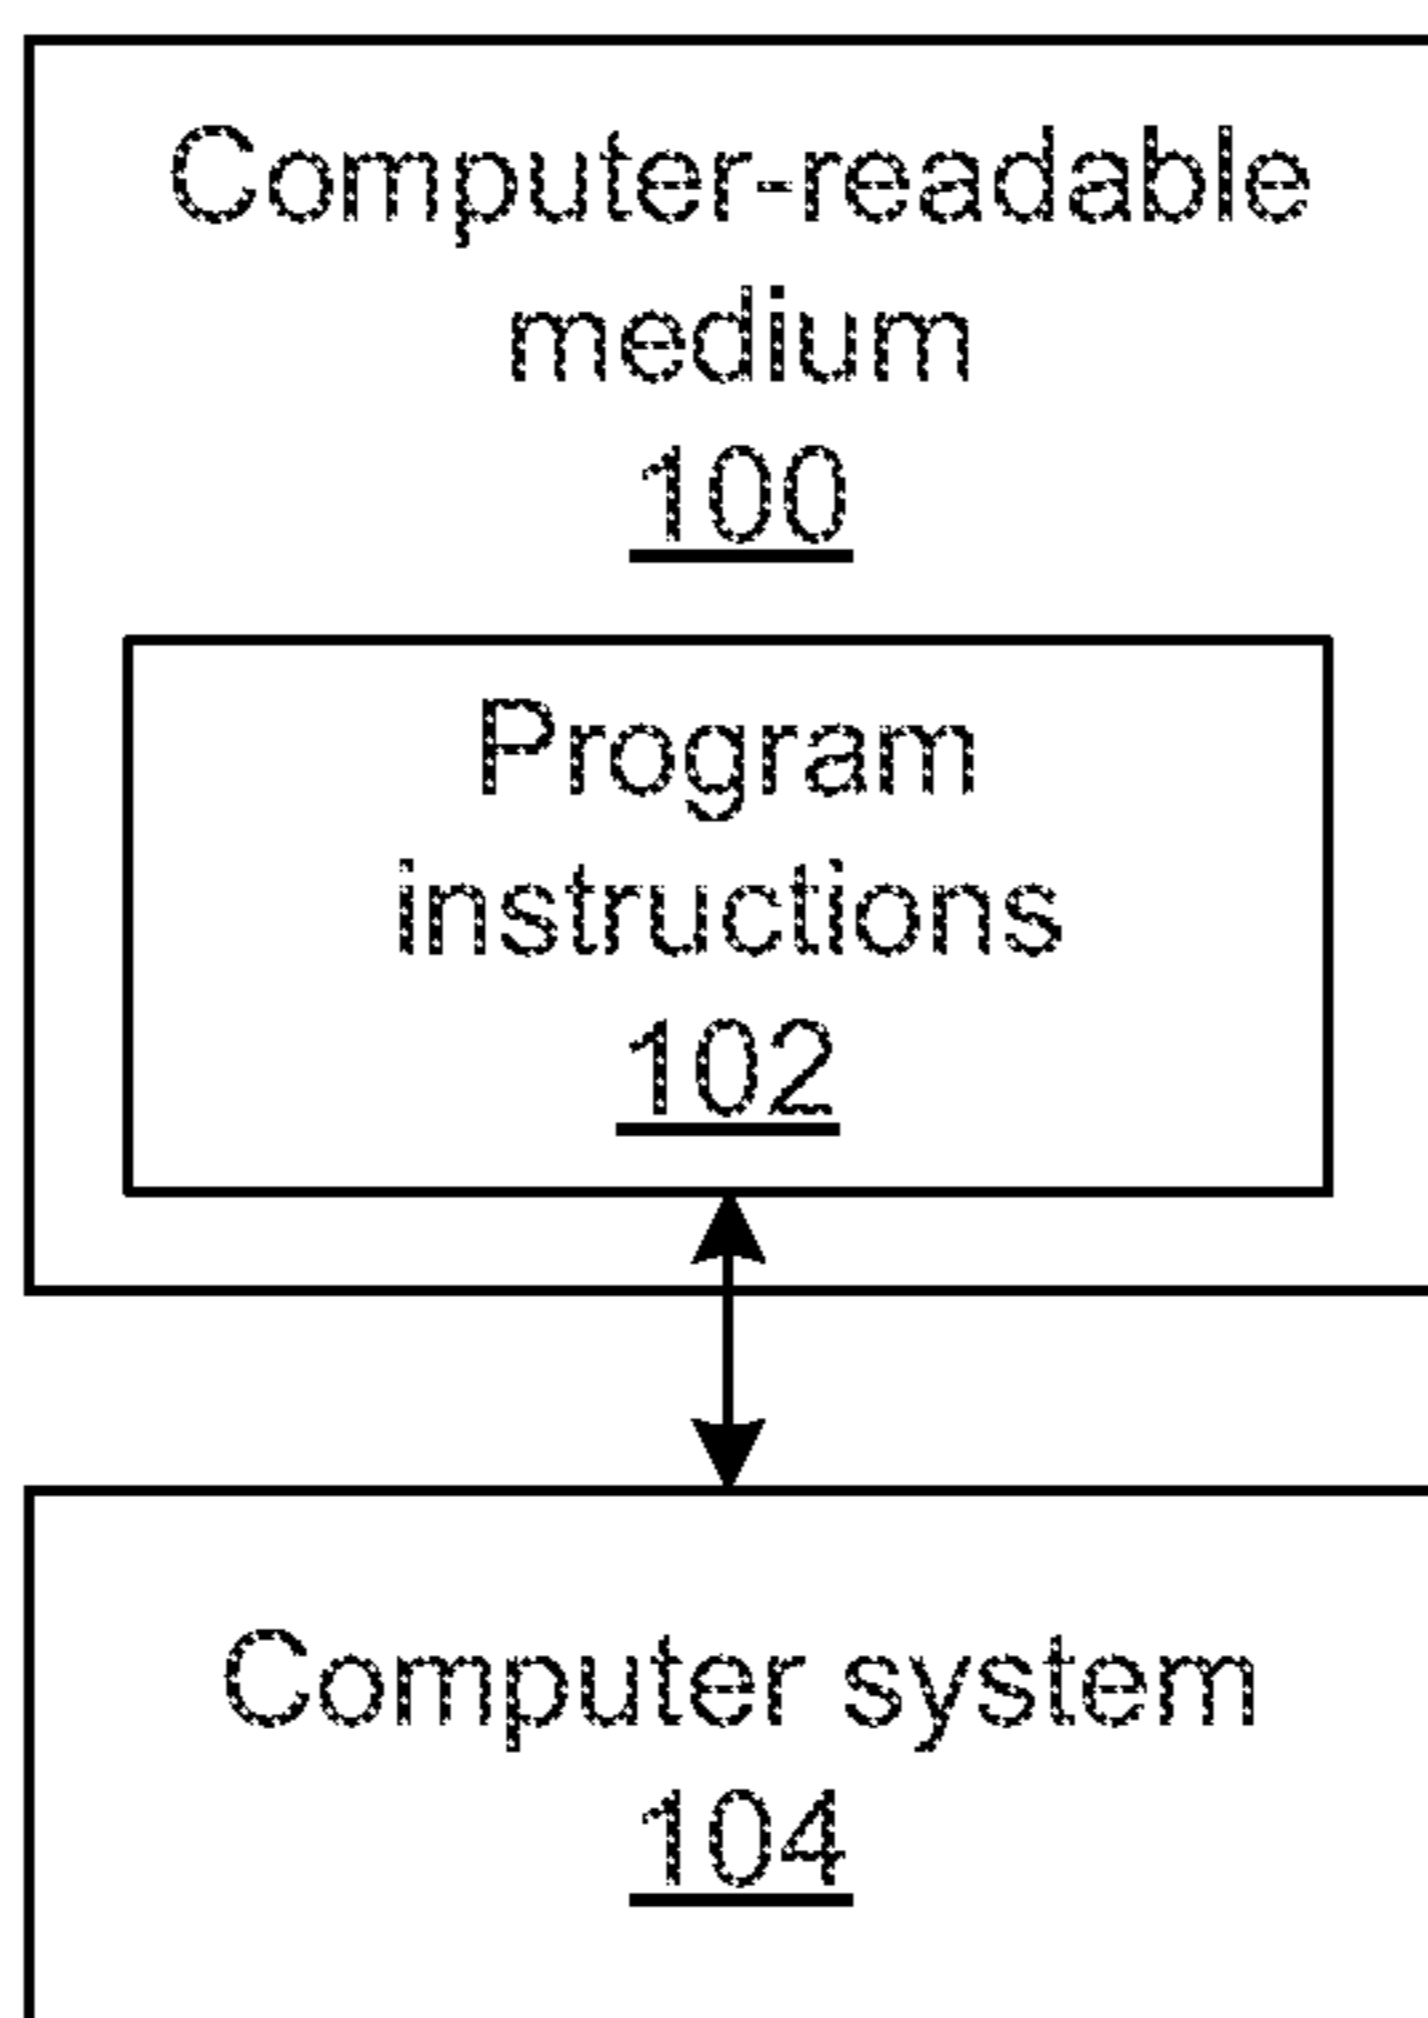 Computer-readable
medium
100
Program
instructions
102
Computer system
104